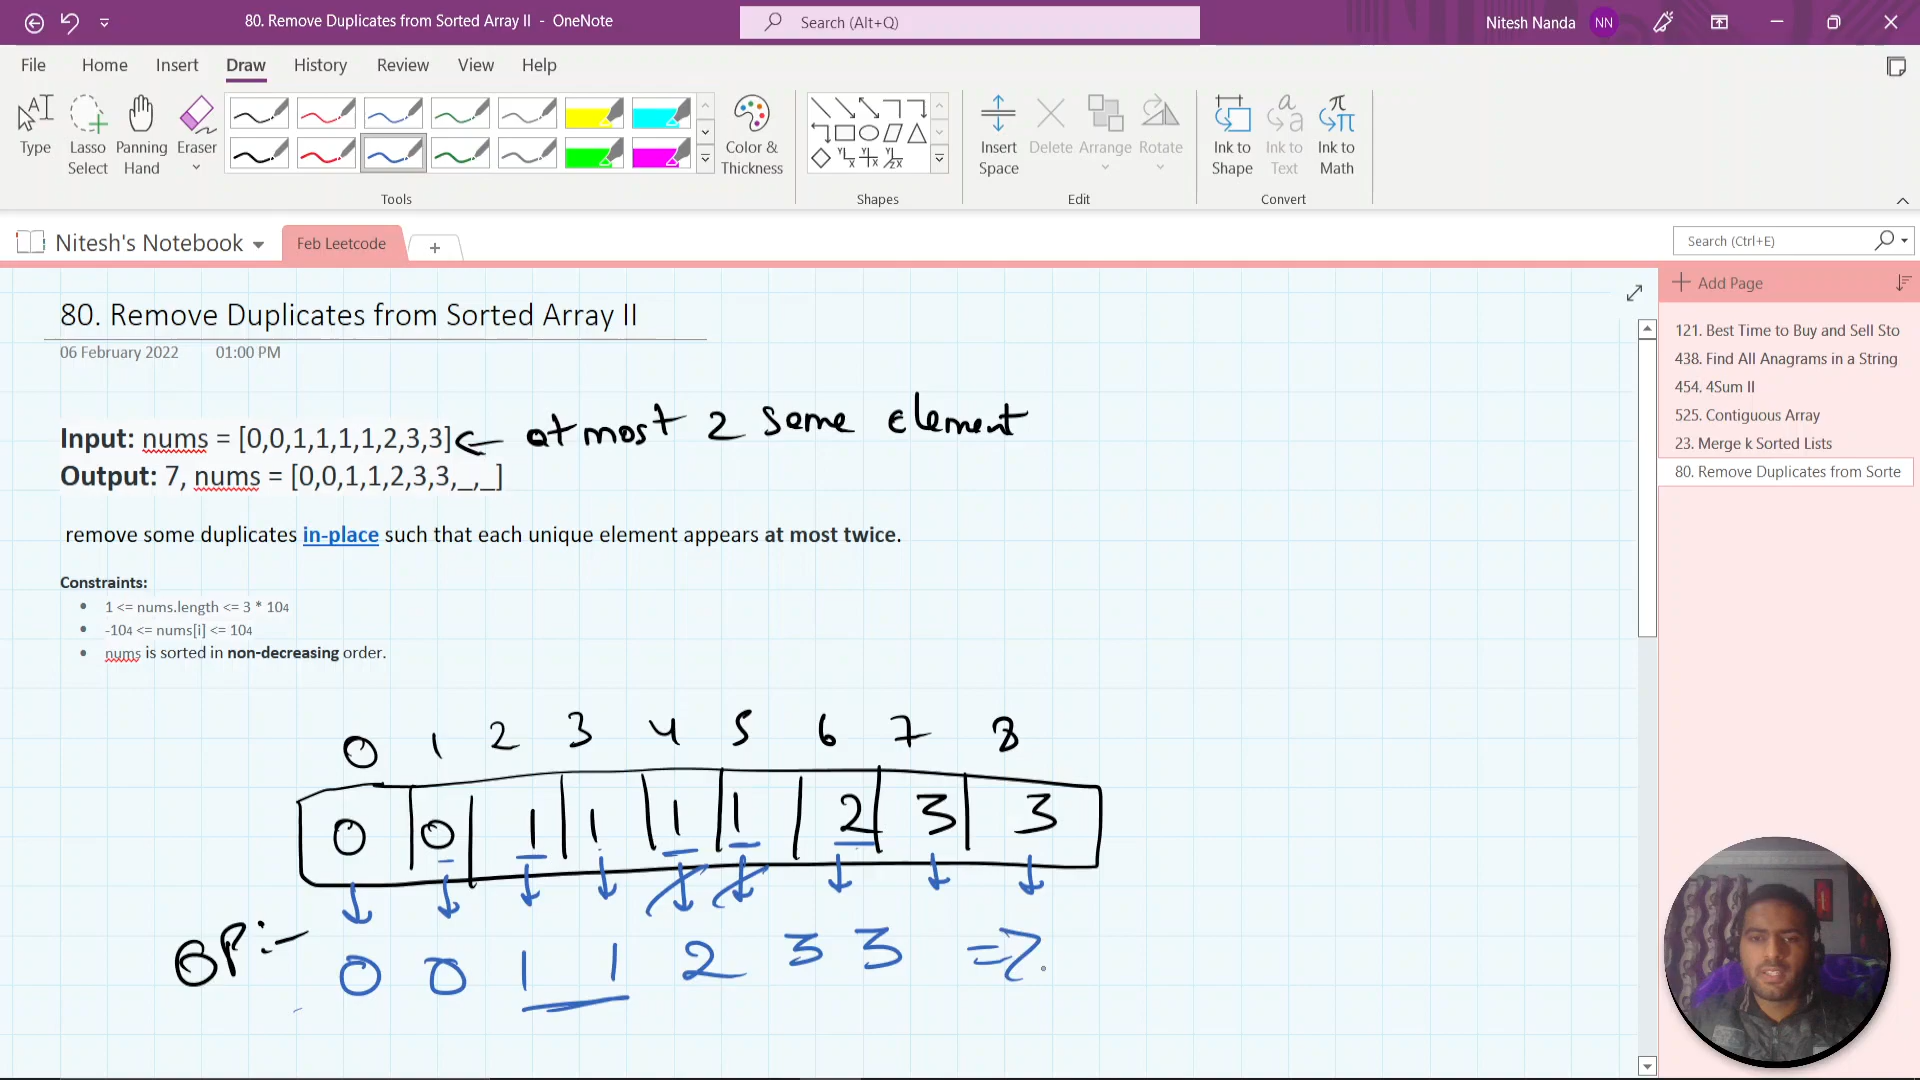 80. Remove Duplicates from Sorted Array II - OneNote
Search (Alt+Q)
Nitesh Nanda NN
File Home Insert Draw History Review View Help
Type
Lasso Select
Panning Hand
Eraser
Color & Thickness
Insert Space
Delete
Arrange
Rotate
Ink to Shape
Ink to Text
Ink to Math
Tools Shapes Edit Convert
Nitesh's Notebook
Feb Leetcode
Search (Ctrl+E)
Add Page
121. Best Time to Buy and Sell Sto
438. Find All Anagrams in a String
454. 4Sum II
525. Contiguous Array
23. Merge k Sorted Lists
80. Remove Duplicates from Sorte
80. Remove Duplicates from Sorted Array II
06 February 2022 01:00 PM
Input: nums = [0,0,1,1,1,1,2,3,3] ← atmost 2 same element
Output: 7, nums = [0,0,1,1,2,3,3,_,_]
remove some duplicates in-place such that each unique element appears at most twice.
Constraints:
• 1 <= nums.length <= 3 * 104
• -104 <= nums[i] <= 104
• nums is sorted in non-decreasing order.
0 1 2 3 4 5 6 7 8
0 0 1 1 1 1 2 3 3
OP:- 0 0 1 1 2 3 3 => 7